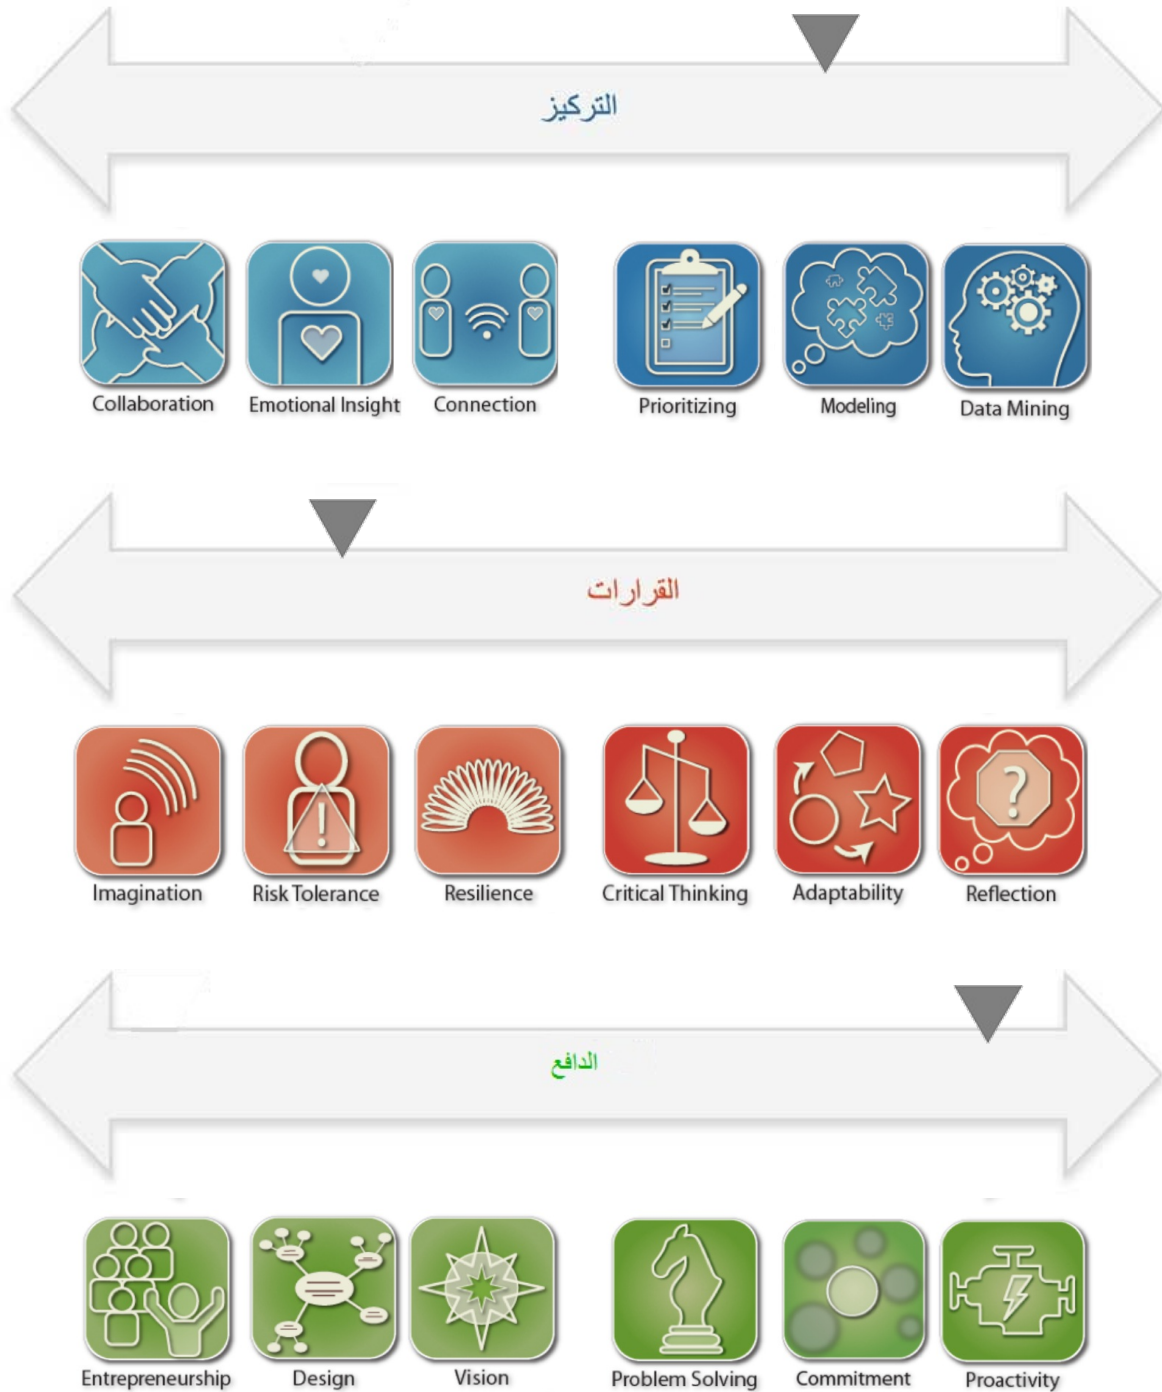 التركيز
Collaboration Emotional Insight Connection Prioritizing Modeling Data Mining
القرارات
Imagination Risk Tolerance Resilience Critical Thinking Adaptability Reflection
الدافع
Entrepreneurship Design Vision Problem Solving Commitment Proactivity